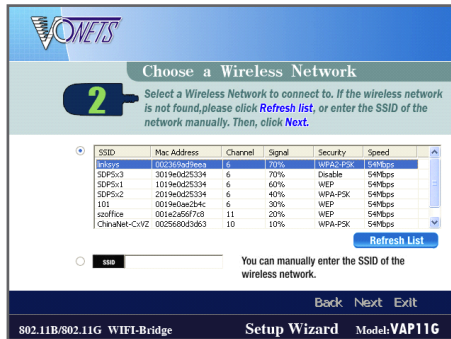 VONETS
Choose a Wireless Network
2
Select a Wireless Network to connect to. If the wireless network
is not found,please click Refresh list, or enter the SSID of the
network manually. Then, click Next.
SSID Mac Address Channel Signal Security Speed
linksys 002369ad9eea 6 70% WPA2-PSK 54Mbps
SDPSx3 3019e0d25334 6 70% Disable 54Mbps
SDPSx1 1019e0d25334 6 60% WEP 54Mbps
SDPSx2 2019e0d25334 6 40% WPA-PSK 54Mbps
101 0019e0ae2b4c 6 30% WEP 54Mbps
szoffice 001e2a56f7c8 11 20% WEP 54Mbps
ChinaNet-CxVZ 0025680d3d63 10 10% WPA-PSK 54Mbps
Refresh List
SSID
You can manually enter the SSID of the
wireless network.
Back Next Exit
802.11B/802.11G WIFI-Bridge Setup Wizard Model:VAP11G